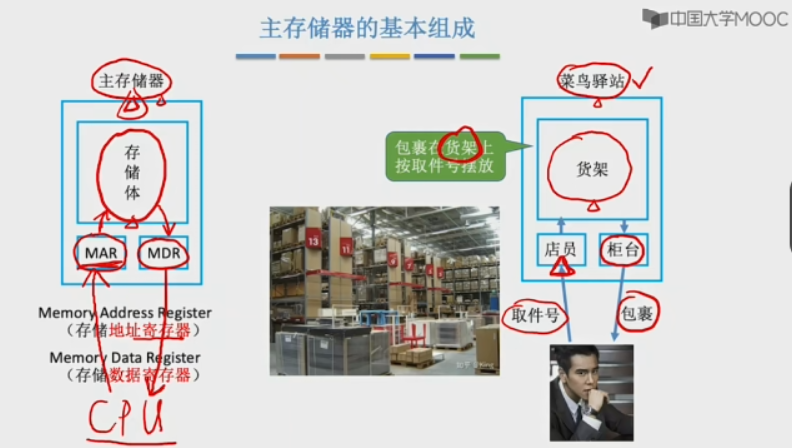 主存储器的基本组成
中国大学MOOC
主存储器
存储体
MAR
MDR
Memory Address Register
（存储地址寄存器）
Memory Data Register
（存储数据寄存器）
CPU
包裹在货架上
按取件号摆放
13
11
菜鸟驿站
货架
店员
柜台
取件号
包裹